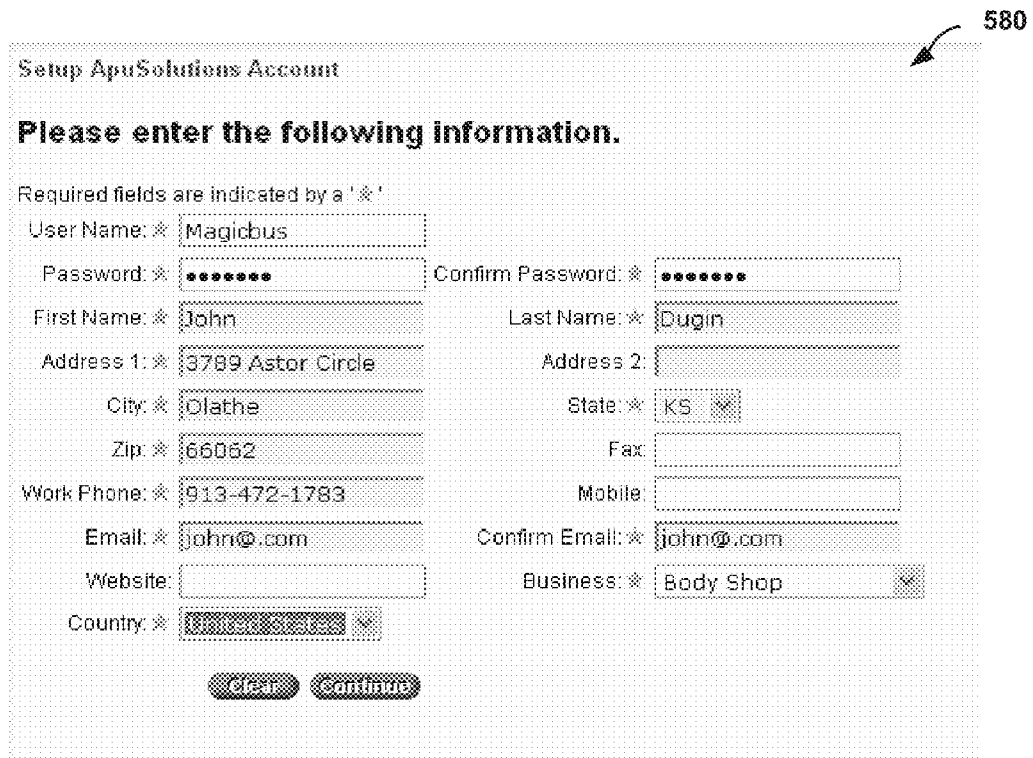 580
Setup ApuSolutions Account
Please enter the following information.
Required fields are indicated by a '*'
User Name: * Magicbus
Password: * ●●●●●●● Confirm Password: * ●●●●●●●
First Name: * John Last Name: * Dugin
Address 1: * 3789 Astor Circle Address 2:
City: * Olathe State: * KS
Zip: * 66062 Fax:
Work Phone: * 913-472-1783 Mobile:
Email: * john@.com Confirm Email: * john@.com
Website: Business: * Body Shop
Country: * United States
Clear Continue